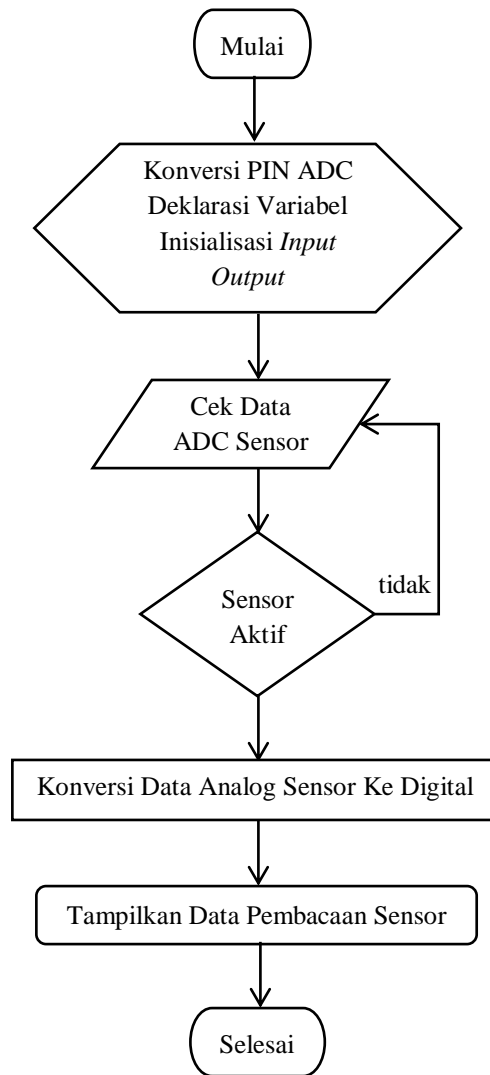 Mulai
Konversi PIN ADC
Deklarasi Variabel
Inisialisasi Input
Output
Cek Data
ADC Sensor
Sensor
Aktif
tidak
Konversi Data Analog Sensor Ke Digital
Tampilkan Data Pembacaan Sensor
Selesai